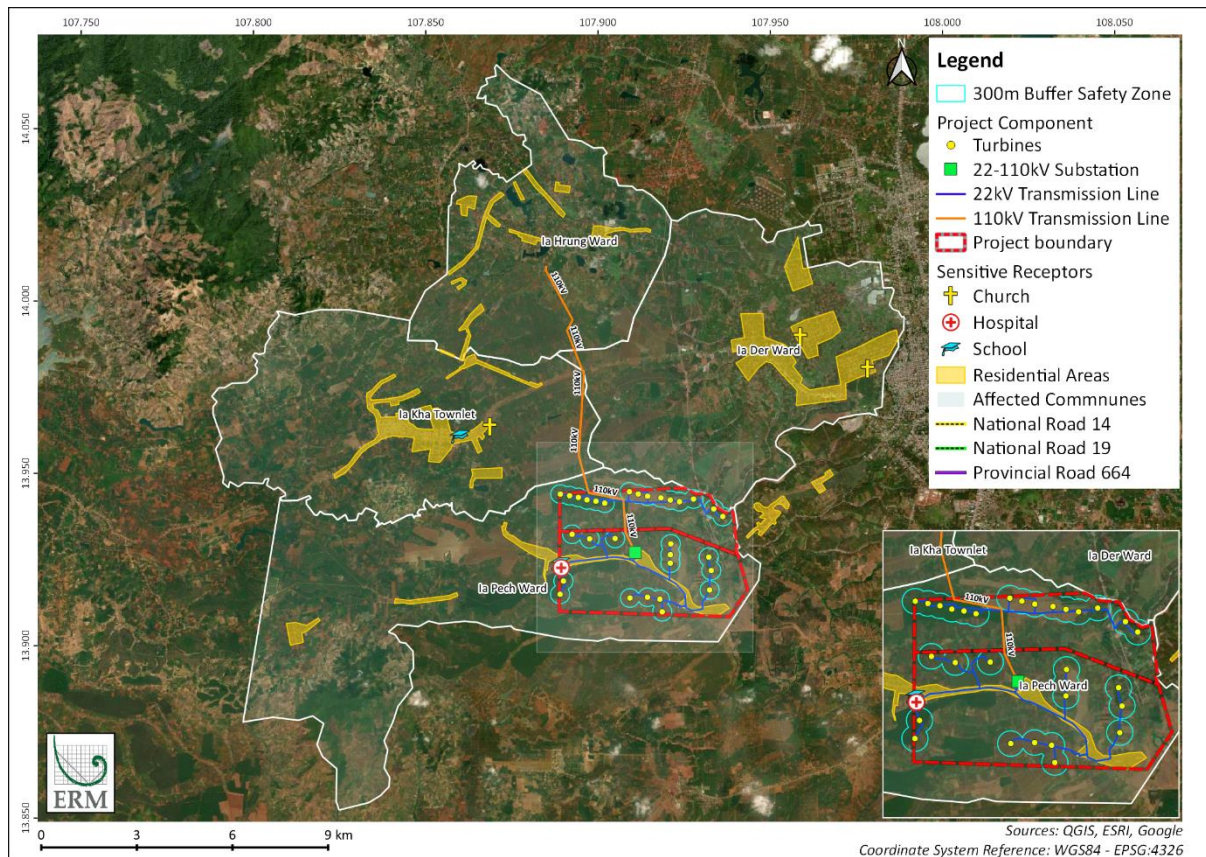 107.750
107.800
107.850
107.900
107.950
108.000
108.050
14.050
14.000
13.950
13.900
13.850
N
Legend
300m Buffer Safety Zone
Project Component
Turbines
22-110kV Substation
22kV Transmission Line
110kV Transmission Line
Project boundary
Sensitive Receptors
Church
Hospital
School
Residential Areas
Affected Commnunes
National Road 14
National Road 19
Provincial Road 664
Ia Hrung Ward
110kV
110kV
110kV
110kV
Ia Der Ward
Ia Kha Townlet
110kV
110kV
Ia Pech Ward
Ia Kha Townlet
Ia Der Ward
110kV
110kV
Ia Pech Ward
ERM
0 3 6 9 km
Sources: QGIS, ESRI, Google
Coordinate System Reference: WGS84 - EPSG:4326